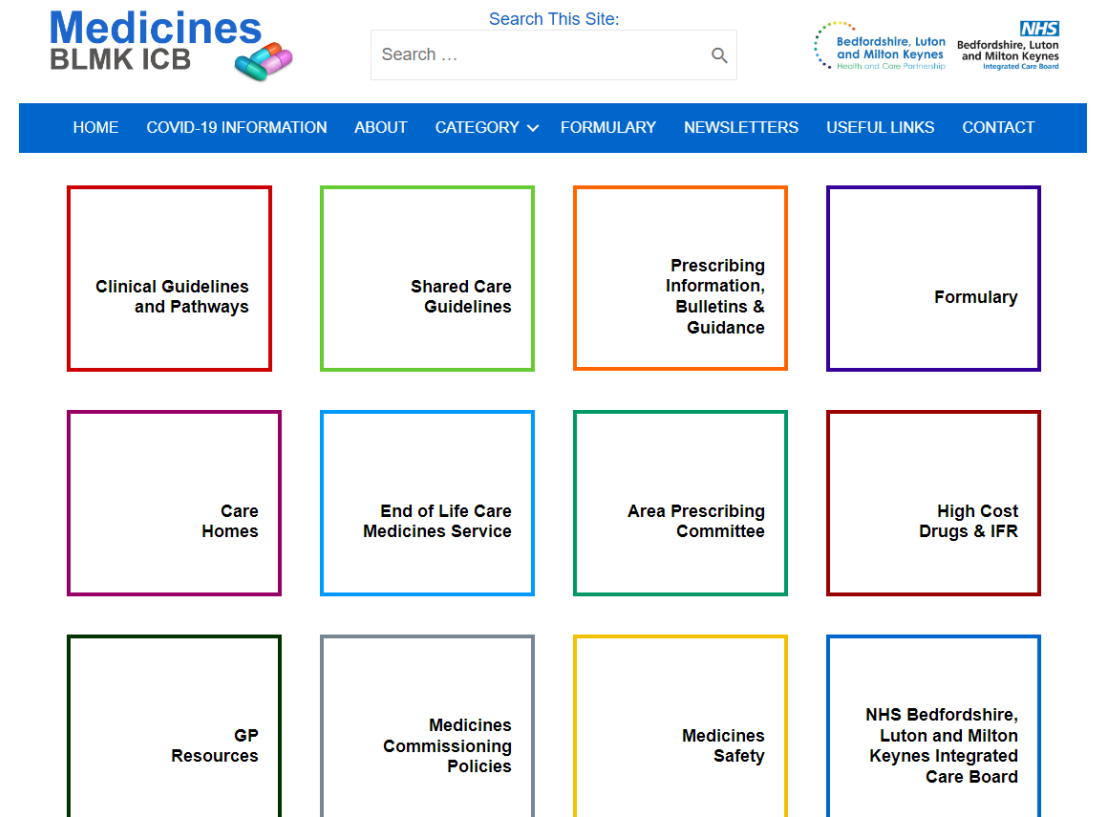 Medicines
BLMK ICB
Search This Site:
Search ...
Bedfordshire, Luton
and Milton Keynes
Health and Care Partnership
NHS
Bedfordshire, Luton
and Milton Keynes
Integrated Care Board
HOME COVID-19 INFORMATION ABOUT CATEGORY FORMULARY NEWSLETTERS USEFUL LINKS CONTACT
Clinical Guidelines
and Pathways
Shared Care
Guidelines
Prescribing
Information,
Bulletins &
Guidance
Formulary
Care
Homes
End of Life Care
Medicines Service
Area Prescribing
Committee
High Cost
Drugs & IFR
GP
Resources
Medicines
Commissioning
Policies
Medicines
Safety
NHS Bedfordshire,
Luton and Milton
Keynes Integrated
Care Board